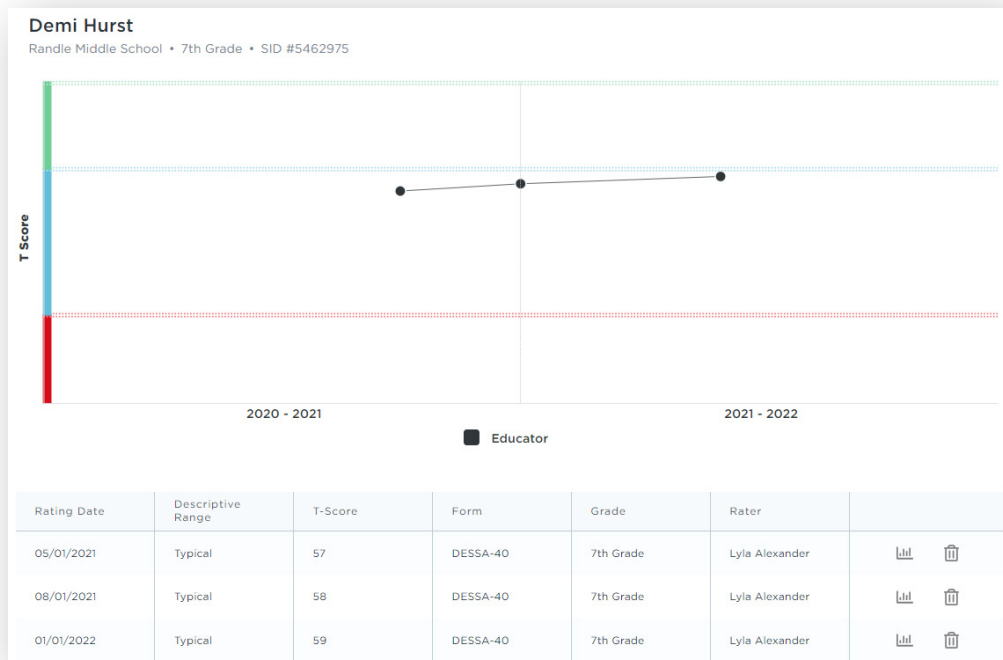 Demi Hurst
Randle Middle School • 7th Grade • SID #5462975
T Score
2020 - 2021 2021 - 2022
Educator
Rating Date Descriptive Range T-Score Form Grade Rater
05/01/2021 Typical 57 DESSA-40 7th Grade Lyla Alexander
08/01/2021 Typical 58 DESSA-40 7th Grade Lyla Alexander
01/01/2022 Typical 59 DESSA-40 7th Grade Lyla Alexander